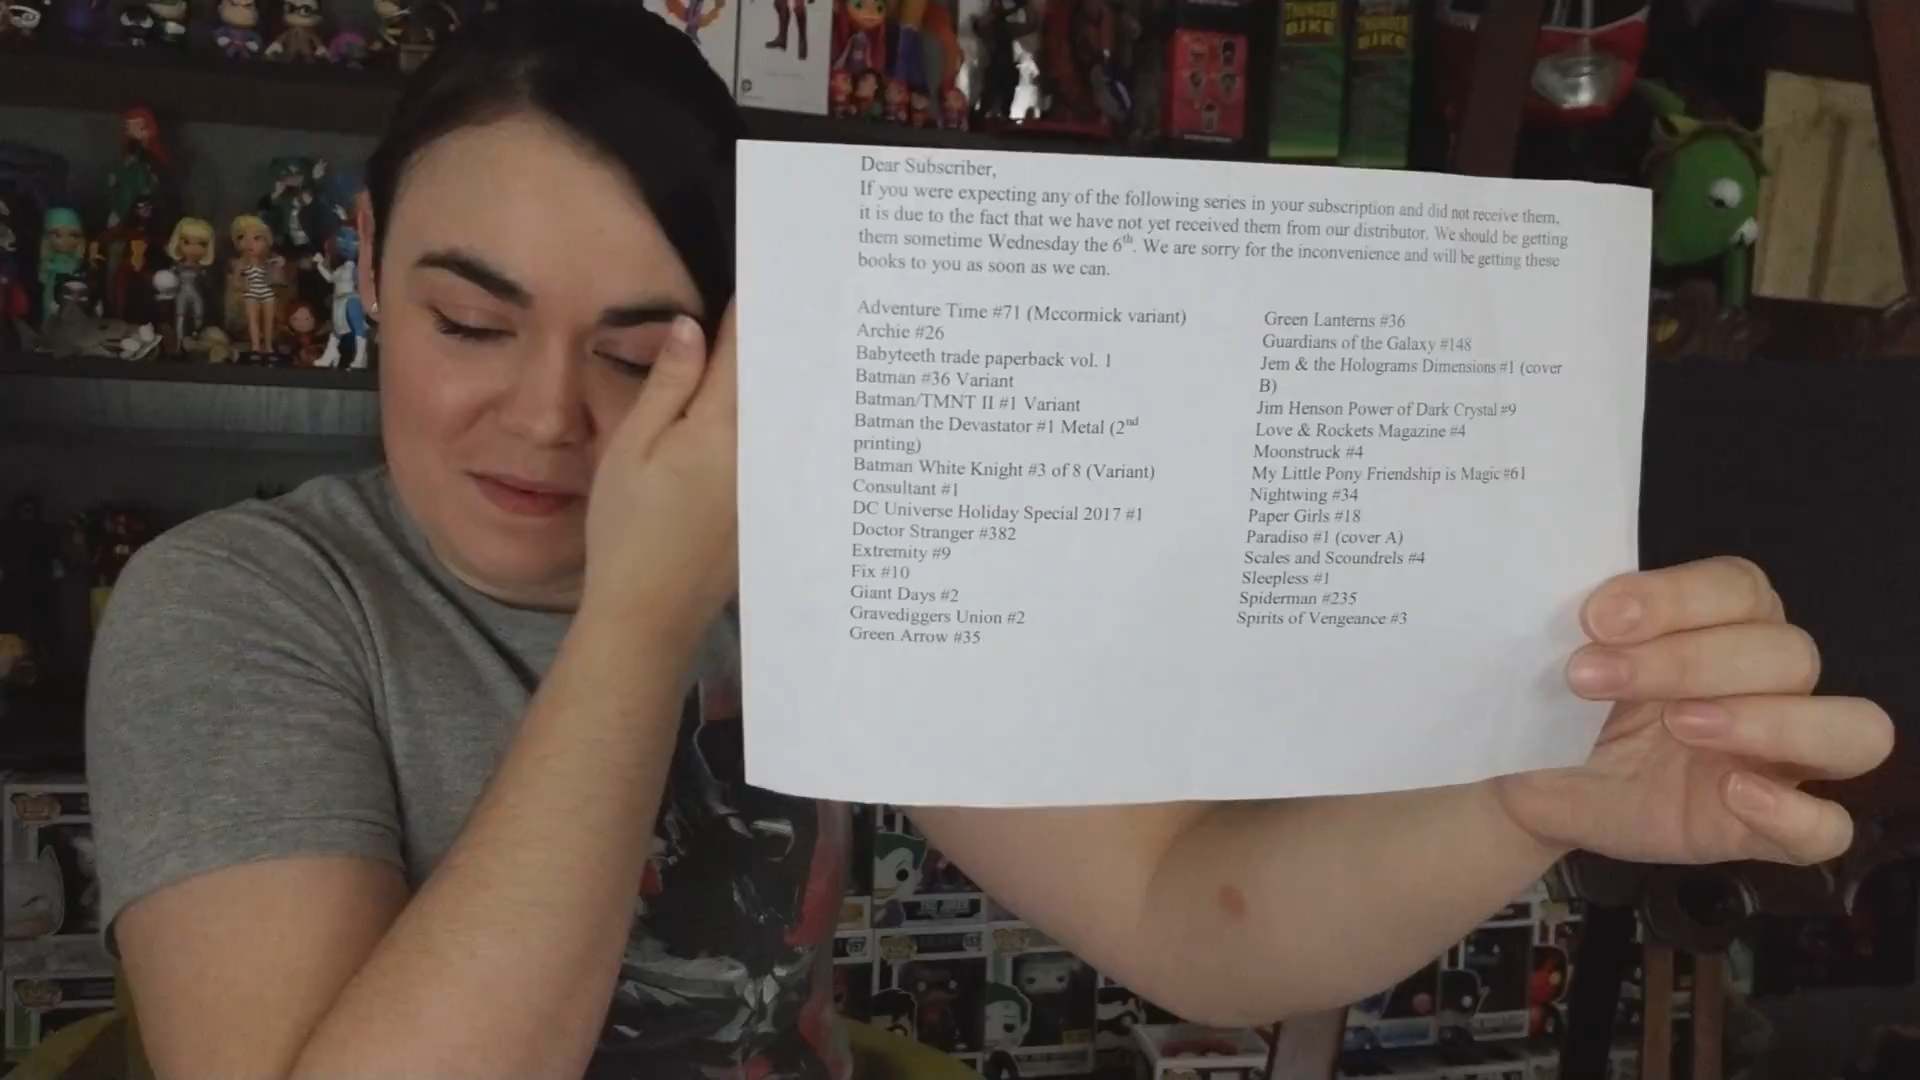 THUNDER BIKE
THUNDER BIKE
Dear Subscriber,
If you were expecting any of the following series in your subscription and did not receive them,
it is due to the fact that we have not yet received them from our distributor. We should be getting
them sometime Wednesday the 6th. We are sorry for the inconvenience and will be getting these
books to you as soon as we can.
Adventure Time #71 (Mccormick variant)
Archie #26
Babyteeth trade paperback vol. 1
Batman #36 Variant
Batman/TMNT II #1 Variant
Batman the Devastator #1 Metal (2nd
printing)
Batman White Knight #3 of 8 (Variant)
Consultant #1
DC Universe Holiday Special 2017 #1
Doctor Stranger #382
Extremity #9
Fix #10
Giant Days #2
Gravediggers Union #2
Green Arrow #35
Green Lanterns #36
Guardians of the Galaxy #148
Jem & the Holograms Dimensions #1 (cover
B)
Jim Henson Power of Dark Crystal #9
Love & Rockets Magazine #4
Moonstruck #4
My Little Pony Friendship is Magic #61
Nightwing #34
Paper Girls #18
Paradiso #1 (cover A)
Scales and Scoundrels #4
Sleepless #1
Spiderman #235
Spirits of Vengeance #3
THE JOKER